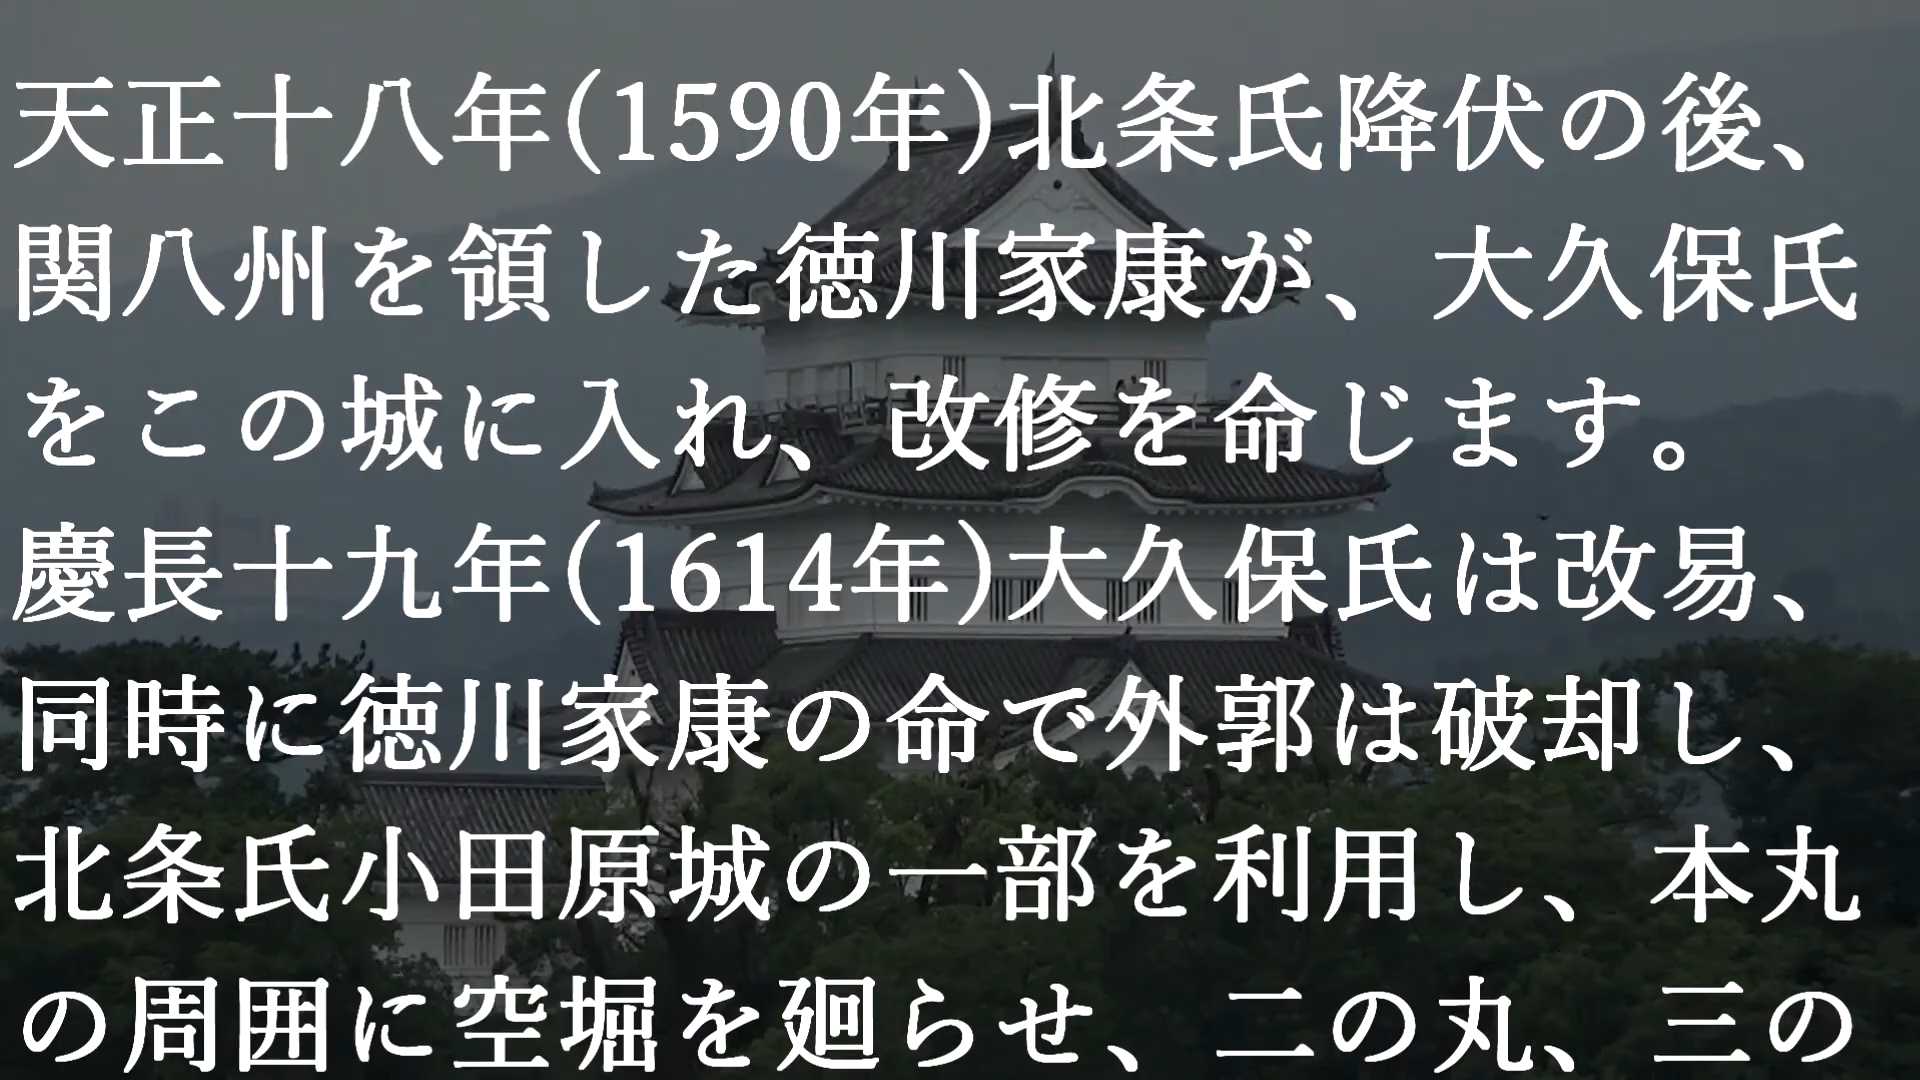 天正十八年(1590年)北条氏降伏の後、
関八州を領した徳川家康が、大久保氏
をこの城に入れ、改修を命じます。
慶長十九年(1614年)大久保氏は改易、
同時に徳川家康の命で外郭は破却し、
北条氏小田原城の一部を利用し、本丸
の周囲に空堀を廻らせ、二の丸、三の